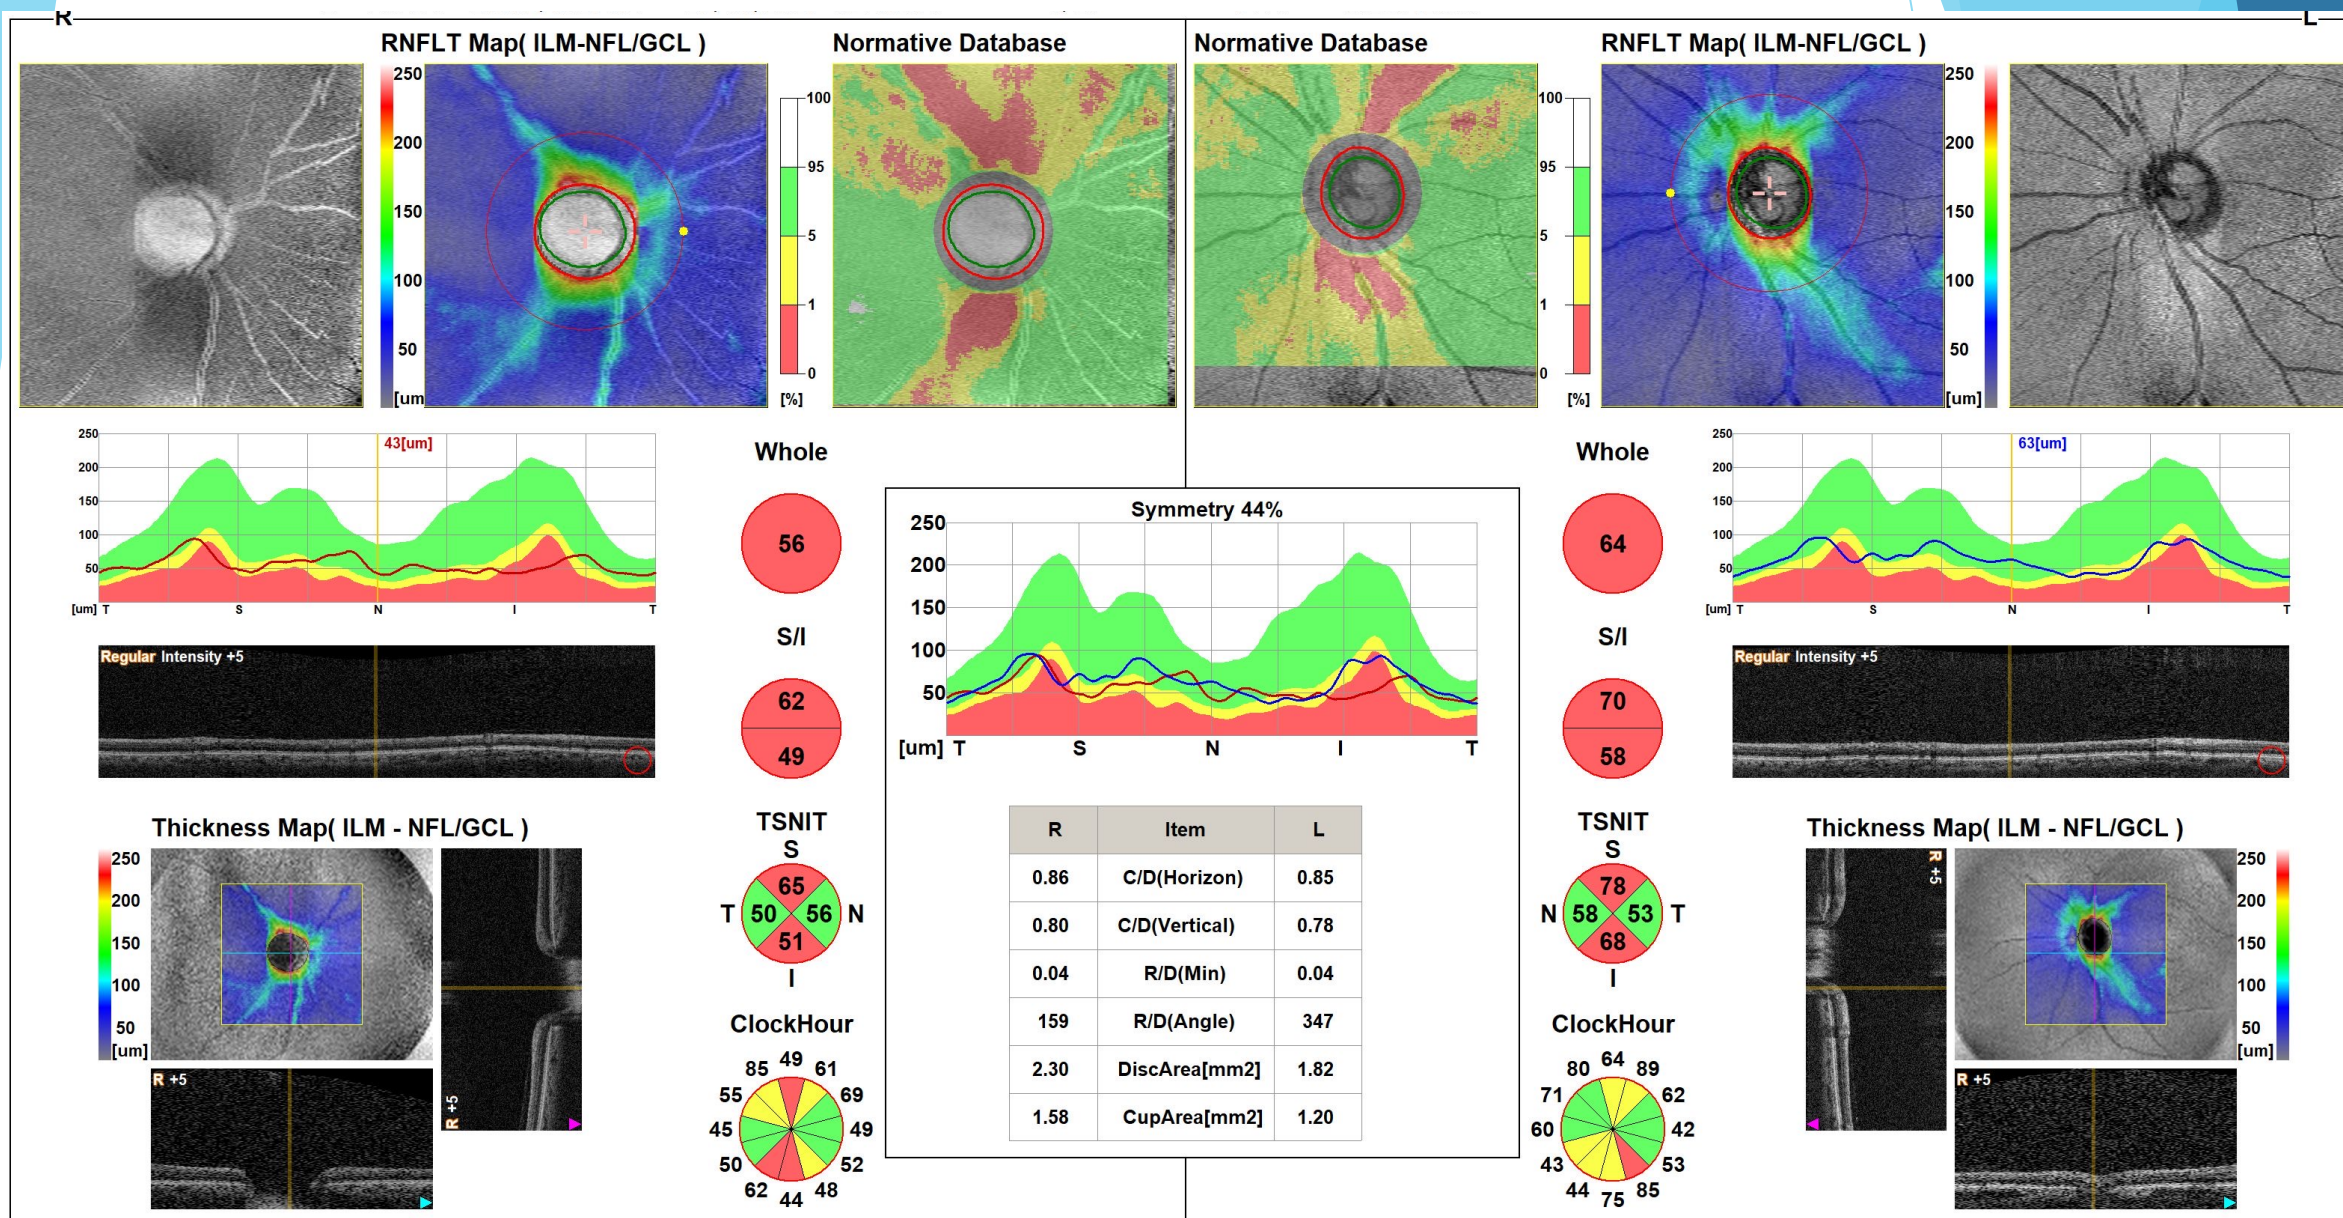 R
L
RNFLT Map( ILM-NFL/GCL )
Normative Database
Normative Database
RNFLT Map( ILM-NFL/GCL )
250
200
150
100
50
[um
100
95
5
1
0
[%]
100
95
5
1
0
[%]
250
200
150
100
50
[um]
250
200
150
100
50
[um] T S N I T
43[um]
Regular Intensity +5
Whole
56
S/I
62
49
TSNIT
S
65
T 50 56 N
51
I
ClockHour
85 49 61
55 69
45 49
50 52
62 44 48
Thickness Map( ILM - NFL/GCL )
250
200
150
100
50
[um]
R +5
R +5
Symmetry 44%
250
200
150
100
50
[um] T S N I T
R Item L
0.86 C/D(Horizon) 0.85
0.80 C/D(Vertical) 0.78
0.04 R/D(Min) 0.04
159 R/D(Angle) 347
2.30 DiscArea[mm2] 1.82
1.58 CupArea[mm2] 1.20
Whole
64
S/I
70
58
TSNIT
S
78
N 58 53 T
68
I
ClockHour
80 64 89
71 62
60 42
43 53
44 75 85
250
200
150
100
50
[um] T S N I T
63[um]
Regular Intensity +5
Thickness Map( ILM - NFL/GCL )
R +5
250
200
150
100
50
[um]
R +5